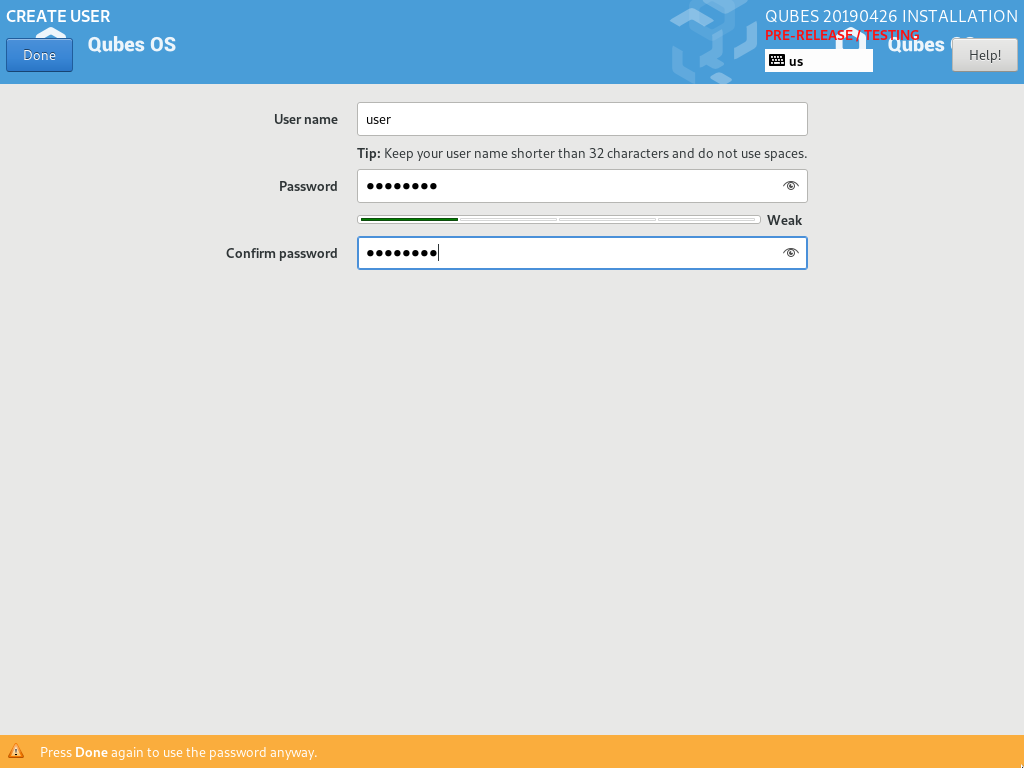 CREATE USER
QUBES 20190426 INSTALLATION
Qubes OS
PRE-RELEASE / TESTING
Qubes
Done
us
Help!
User name
user
Tip: Keep your user name shorter than 32 characters and do not use spaces.
Password
●●●●●●●●
Weak
Confirm password
●●●●●●●●
Press Done again to use the password anyway.